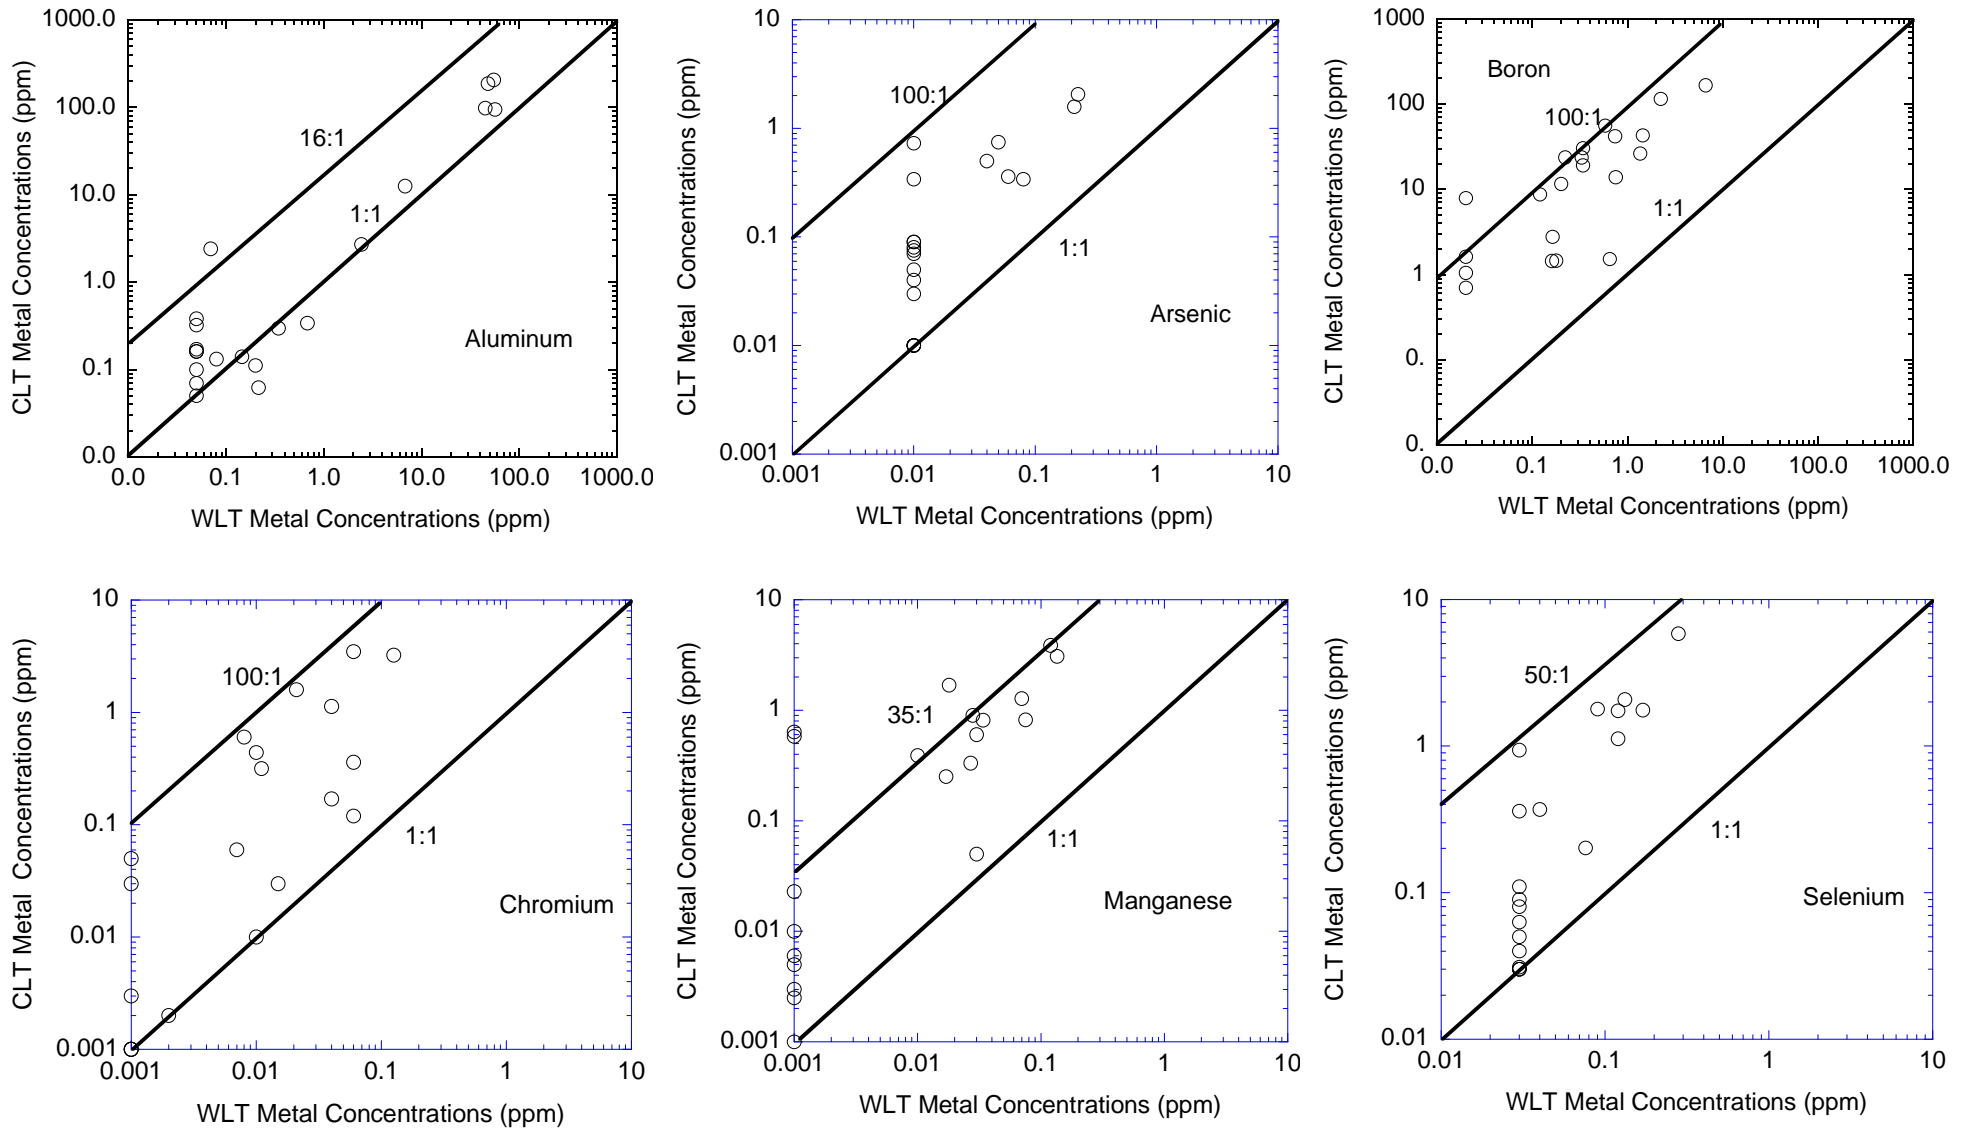 1000.0
100.0
10.0
1.0
0.1
0.0
CLT Metal Concentrations (ppm)
16:1
1:1
Aluminum
0.0 0.1 1.0 10.0 100.0 1000.0
WLT Metal Concentrations (ppm)
10
1
0.1
0.01
0.001
CLT Metal Concentrations (ppm)
100:1
1:1
Arsenic
0.001 0.01 0.1 1 10
WLT Metal Concentrations (ppm)
1000
100
10
1
0.
0.
CLT Metal Concentrations (ppm)
Boron
100:1
1:1
0.0 0.1 1.0 10.0 100.0 1000.0
WLT Metal Concentrations (ppm)
10
1
0.1
0.01
0.001
CLT Metal Concentrations (ppm)
100:1
1:1
Chromium
0.001 0.01 0.1 1 10
WLT Metal Concentrations (ppm)
10
1
0.1
0.01
0.001
CLT Metal Concentrations (ppm)
35:1
1:1
Manganese
0.001 0.01 0.1 1 10
WLT Metal Concentrations (ppm)
10
1
0.1
0.01
CLT Metal Concentrations (ppm)
50:1
1:1
Selenium
0.01 0.1 1 10
WLT Metal Concentrations (ppm)